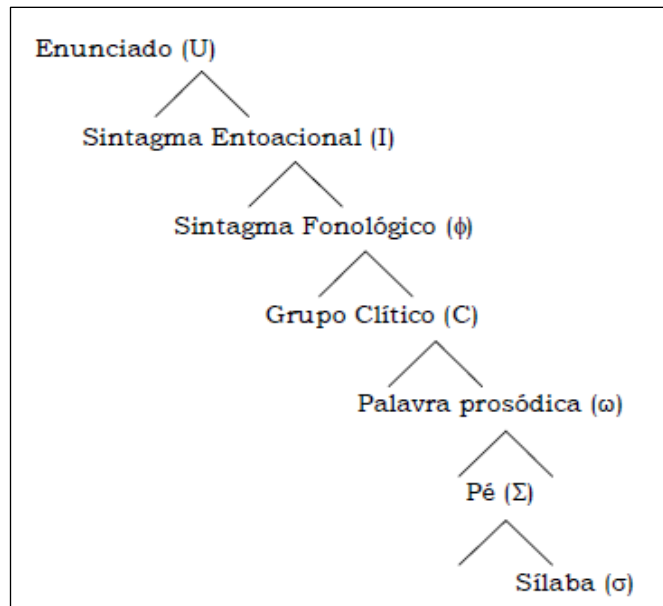 Enunciado (U)
Sintagma Entoacional (I)
Sintagma Fonológico (ϕ)
Grupo Clítico (C)
Palavra prosódica (ω)
Pé (Σ)
Sílaba (σ)